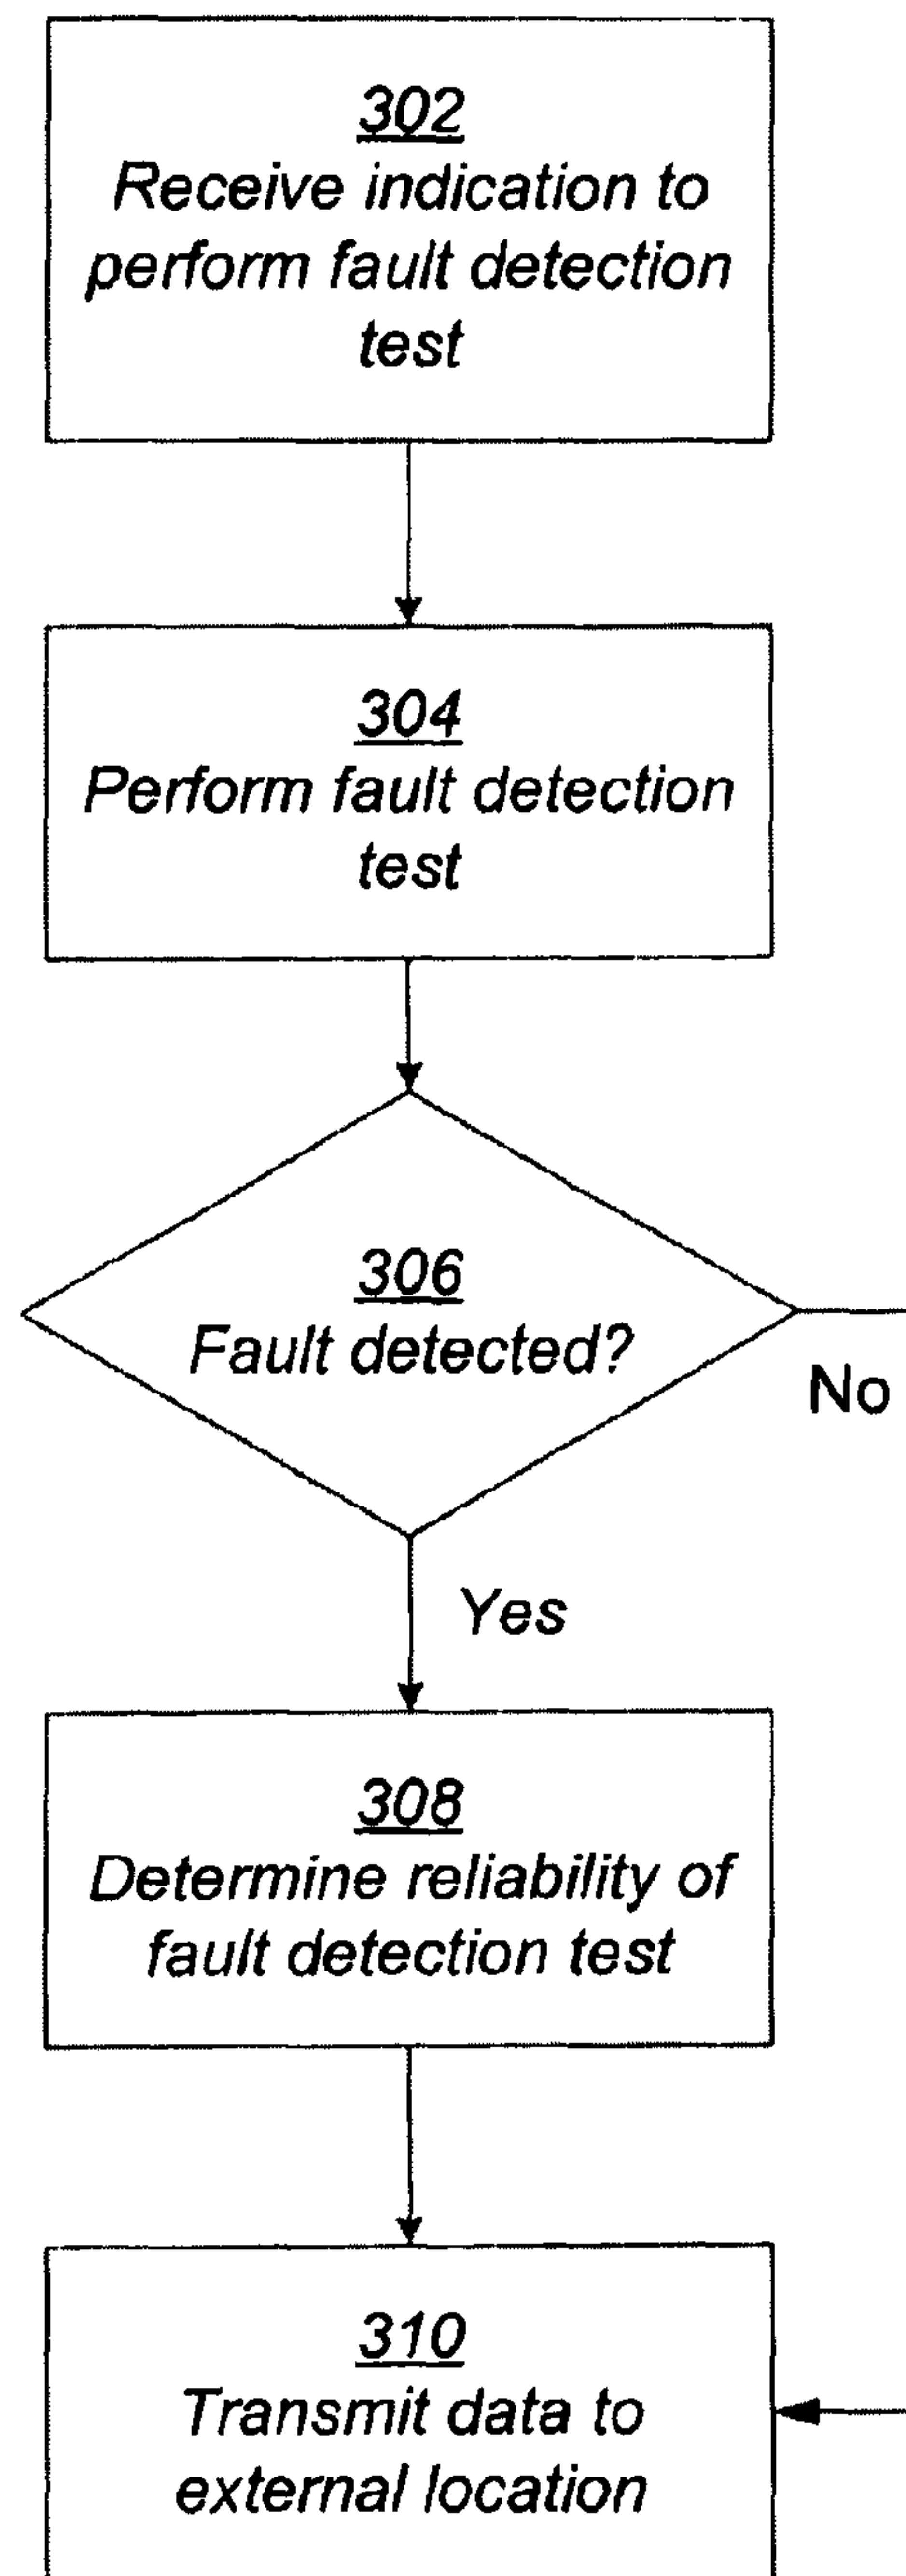 302
Receive indication to
perform fault detection
test
304
Perform fault detection
test
306
Fault detected?
No
Yes
308
Determine reliability of
fault detection test
310
Transmit data to
external location